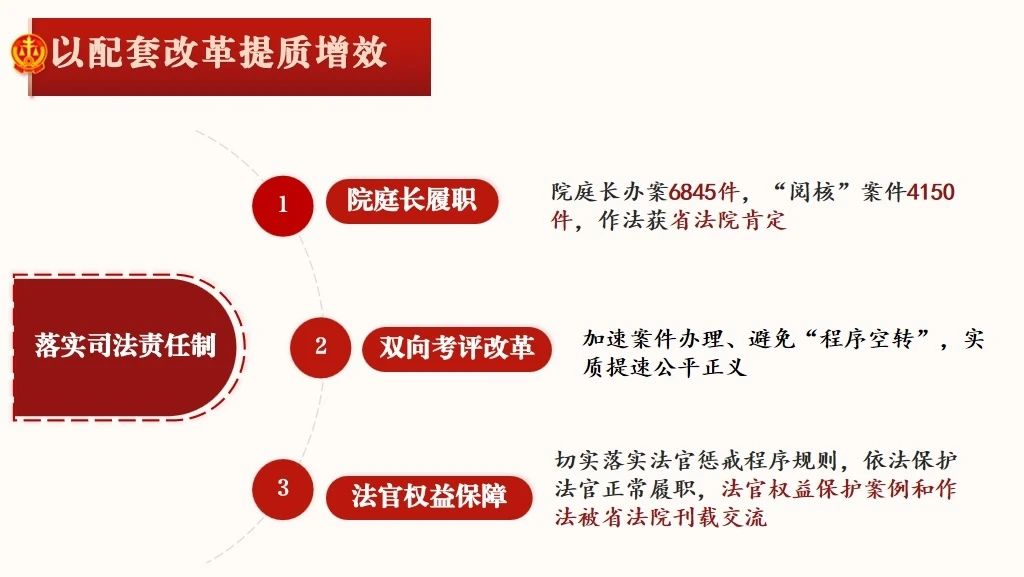 以配套改革提质增效
1
院庭长履职
院庭长办案6845件，“阅核”案件4150
件，作法获省法院肯定
落实司法责任制
2
双向考评改革
加速案件办理、避免“程序空转”，实
质提速公平正义
3
法官权益保障
切实落实法官惩戒程序规则，依法保护
法官正常履职，法官权益保护案例和作
法被省法院刊载交流